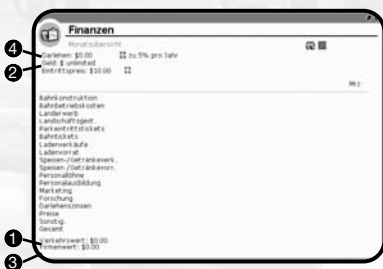 Finanzen
Monatsübersicht
4
Darlehen: $0.00 zu 5% pro Jahr
2
Geld: $ unlimited
Eintrittspreis: $10.00
Mrz
Bahnkonstruktion
Bahnbetriebskosten
Landerwerb
Landschaftsgest.
Parkeintrittstickets
Bahntickets
Ladenverkäufe
Ladenvorrat
Speisen-/Getränkeverk.
Speisen-/Getränkevorr.
Personallöhne
Personalausbildung
Marketing
Forschung
Darlehenszinsen
Preise
Sonstig.
Gesamt
1
Verkehrswert: $0.00
Firmenwert: $0.00
3